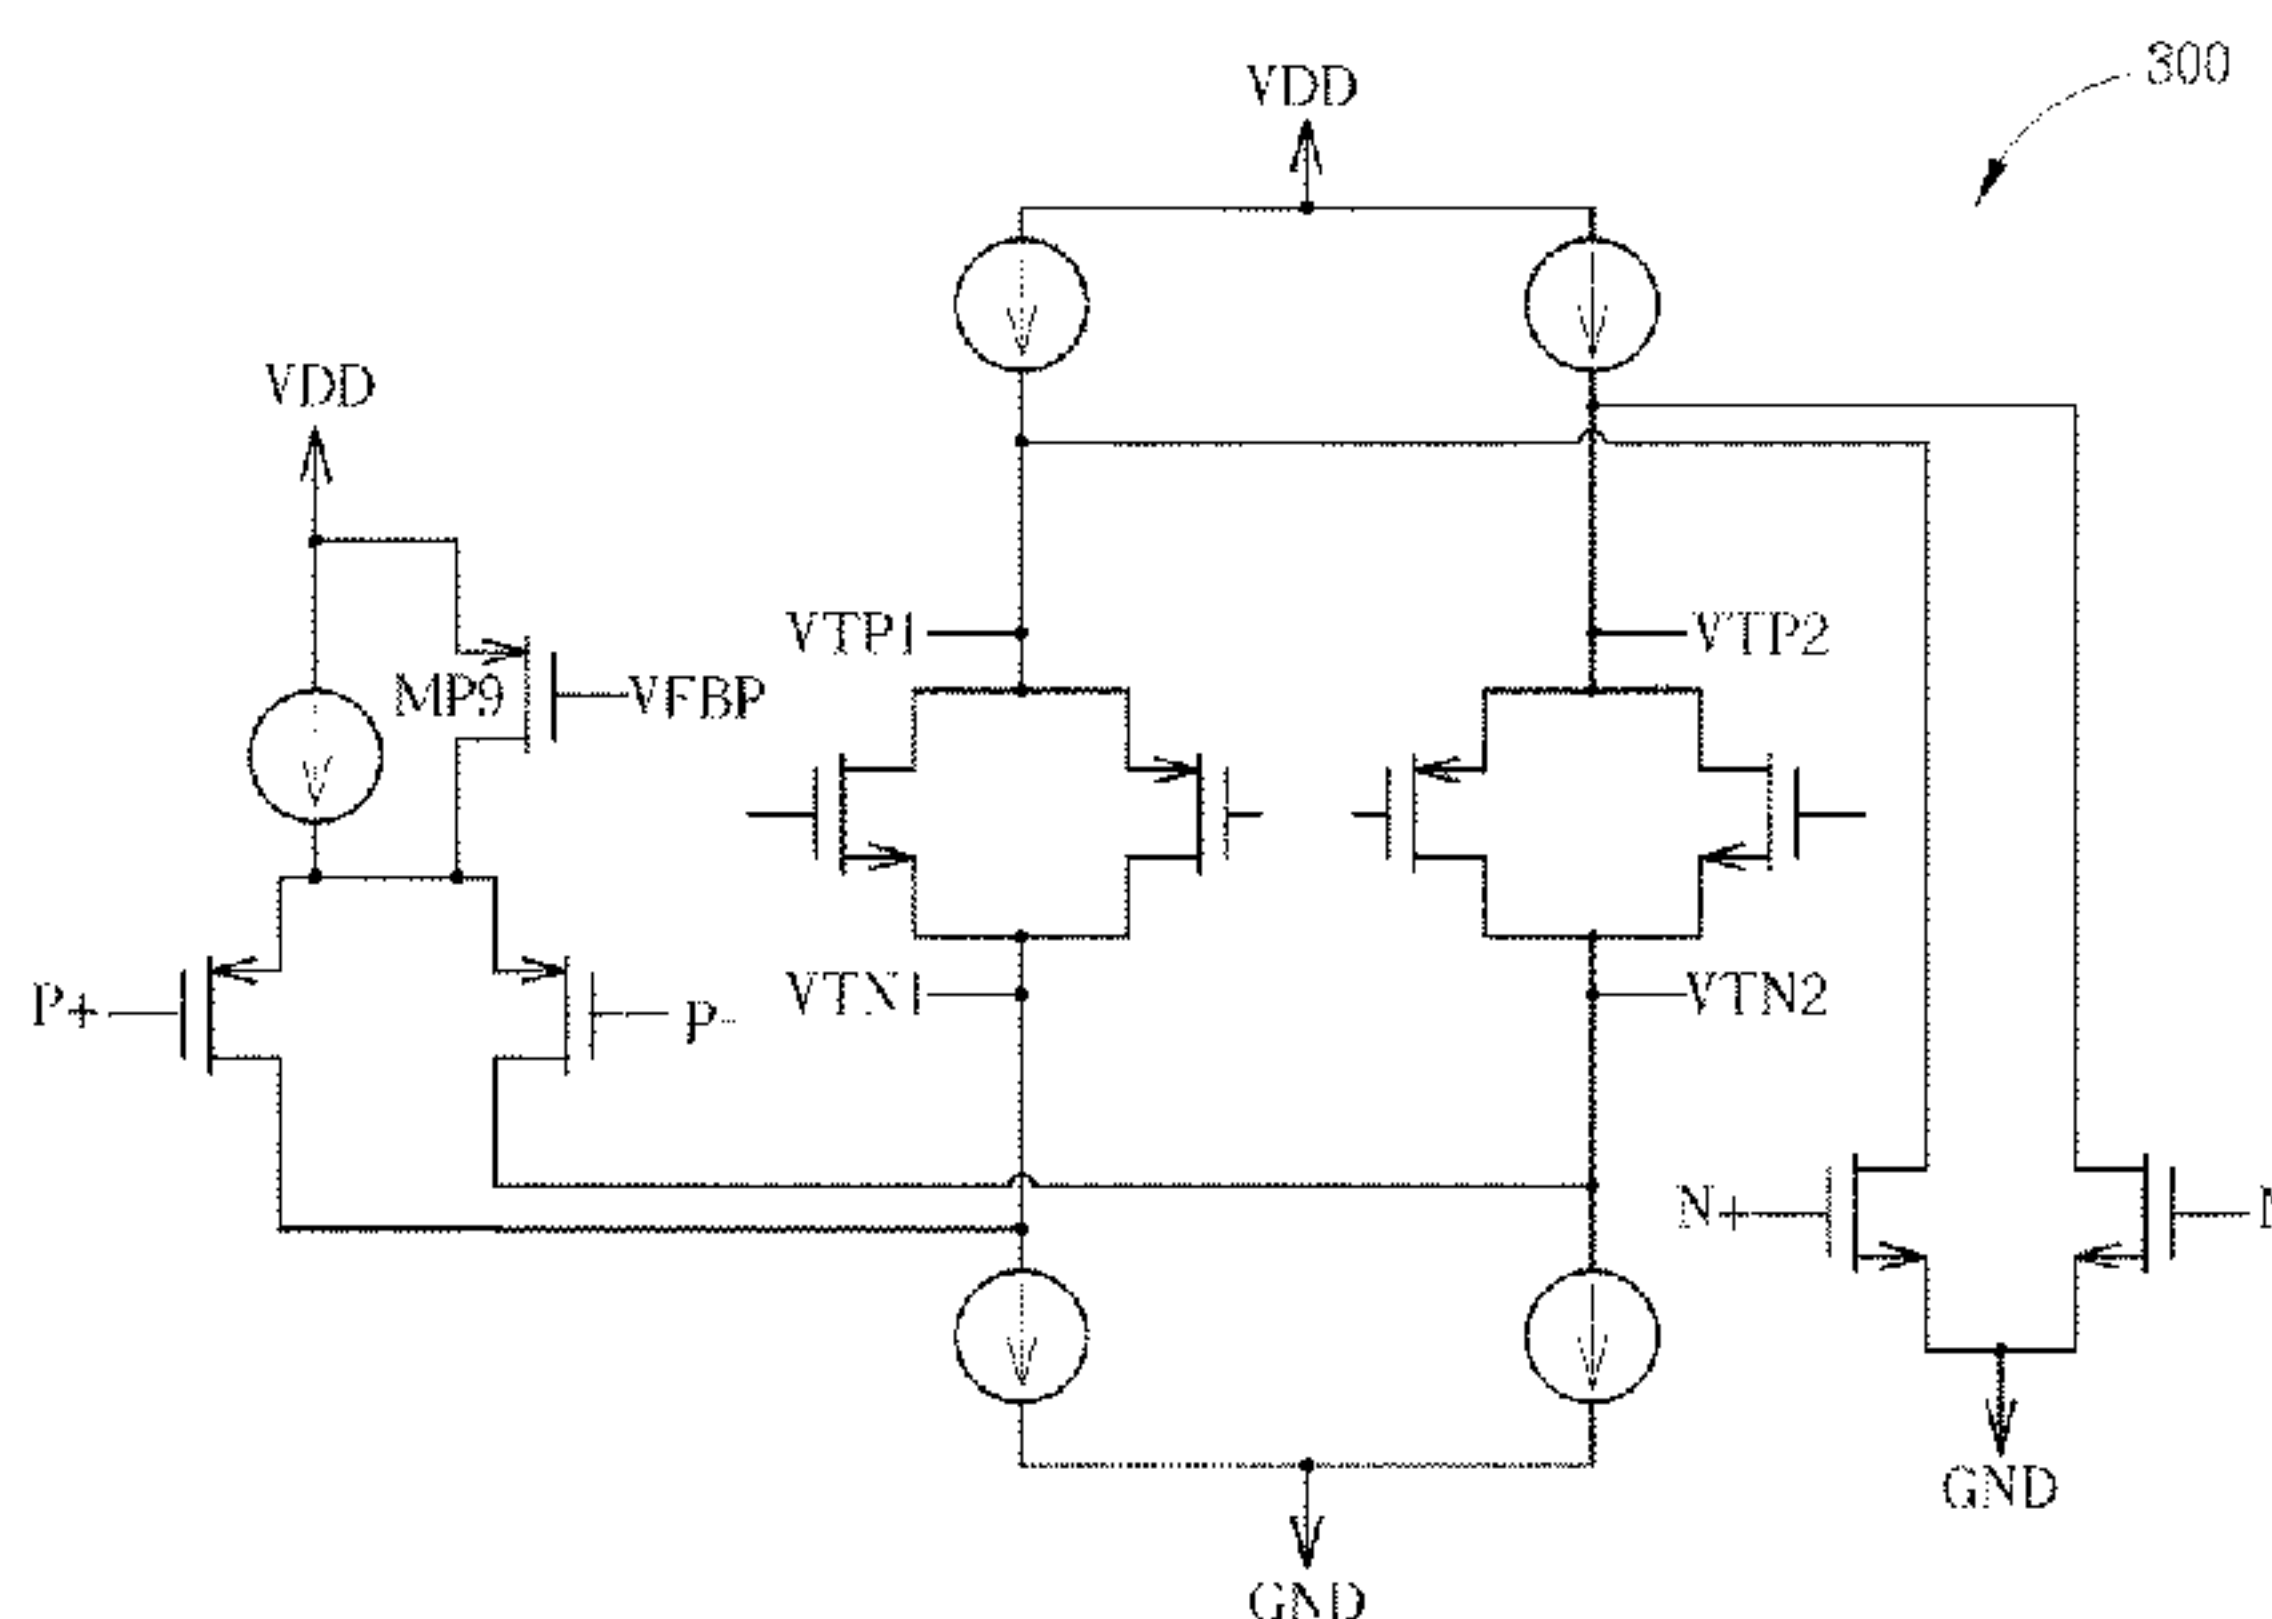 300
VDD
VDD
VTP1
VTP2
MP9
VFBP
P+
P-
VTN1
VTN2
N+
GND
GND